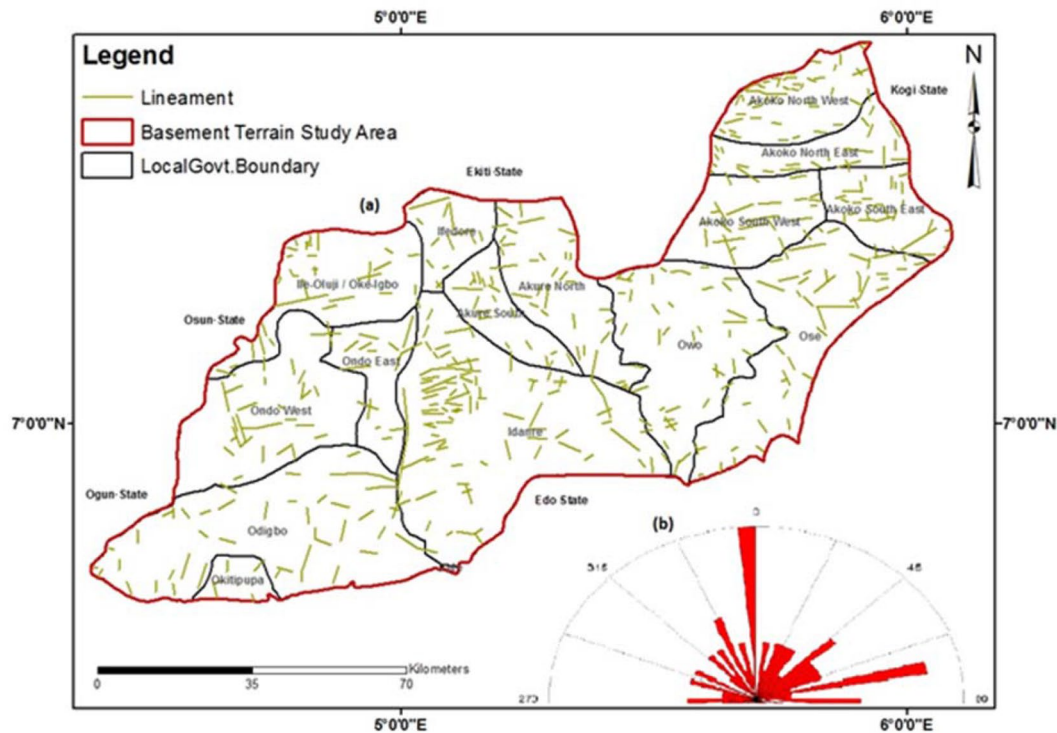 5°0'0"E
6°0'0"E
Legend
Lineament
Basement Terrain Study Area
LocalGovt.Boundary
N
Kogi-State
Akoko North West
Akoko North East
Ekiti-State
(a)
Akoko South West
Akoko South East
Ifedore
Ile-Oluji / Oke-Igbo
Akure North
Akure South
Osun-State
Owo
Ose
Ondo East
Ondo West
7°0'0"N
7°0'0"N
Idanre
Ogun-State
Edo State
Odigbo
Okitipupa
(b)
0
315
45
270
90
Kilometers
0
35
70
5°0'0"E
6°0'0"E